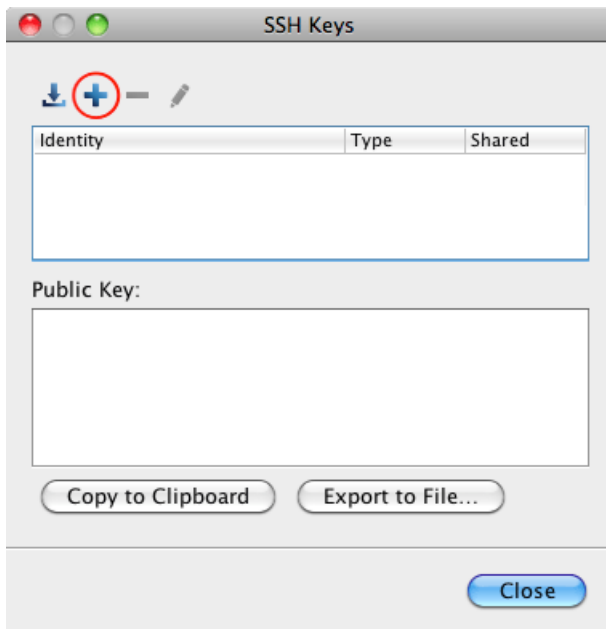 SSH Keys
Identity Type Shared
Public Key:
Copy to Clipboard Export to File...
Close